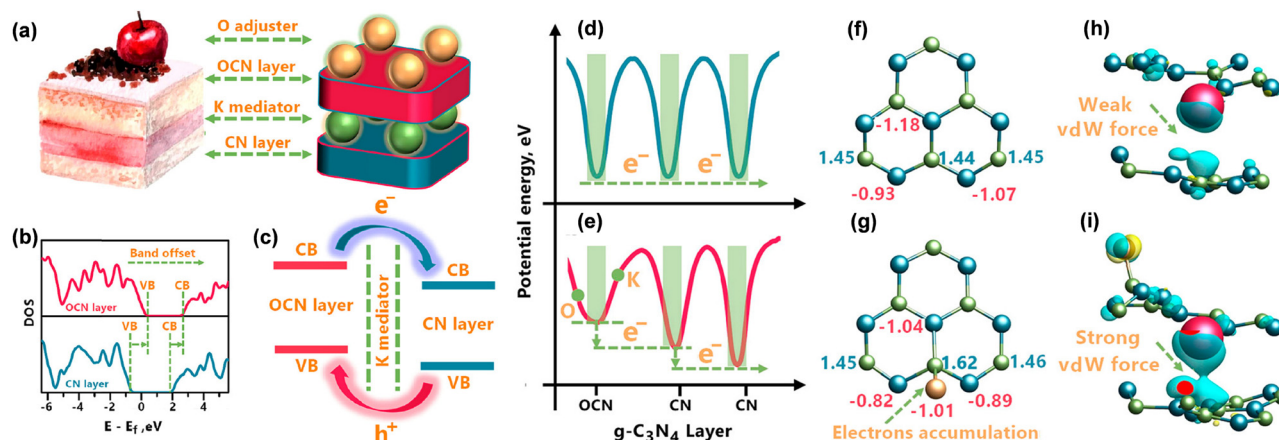 (a)
O adjuster
OCN layer
K mediator
CN layer
(b)
Band offset
VB
CB
OCN layer
DOS
VB
CB
CN layer
-6
-4
-2
0
2
4
E - Ef ,eV
(c)
e−
CB
CB
OCN layer
K mediator
CN layer
VB
VB
h+
Potential energy, eV
(d)
e−
e−
(e)
O
K
e−
e−
OCN
CN
CN
g-C3N4 Layer
(f)
-1.18
1.45
1.44
1.45
-0.93
-1.07
(g)
-1.04
1.45
1.62
1.46
-0.82
-1.01
-0.89
Electrons accumulation
(h)
Weak
vdW force
(i)
Strong
vdW force